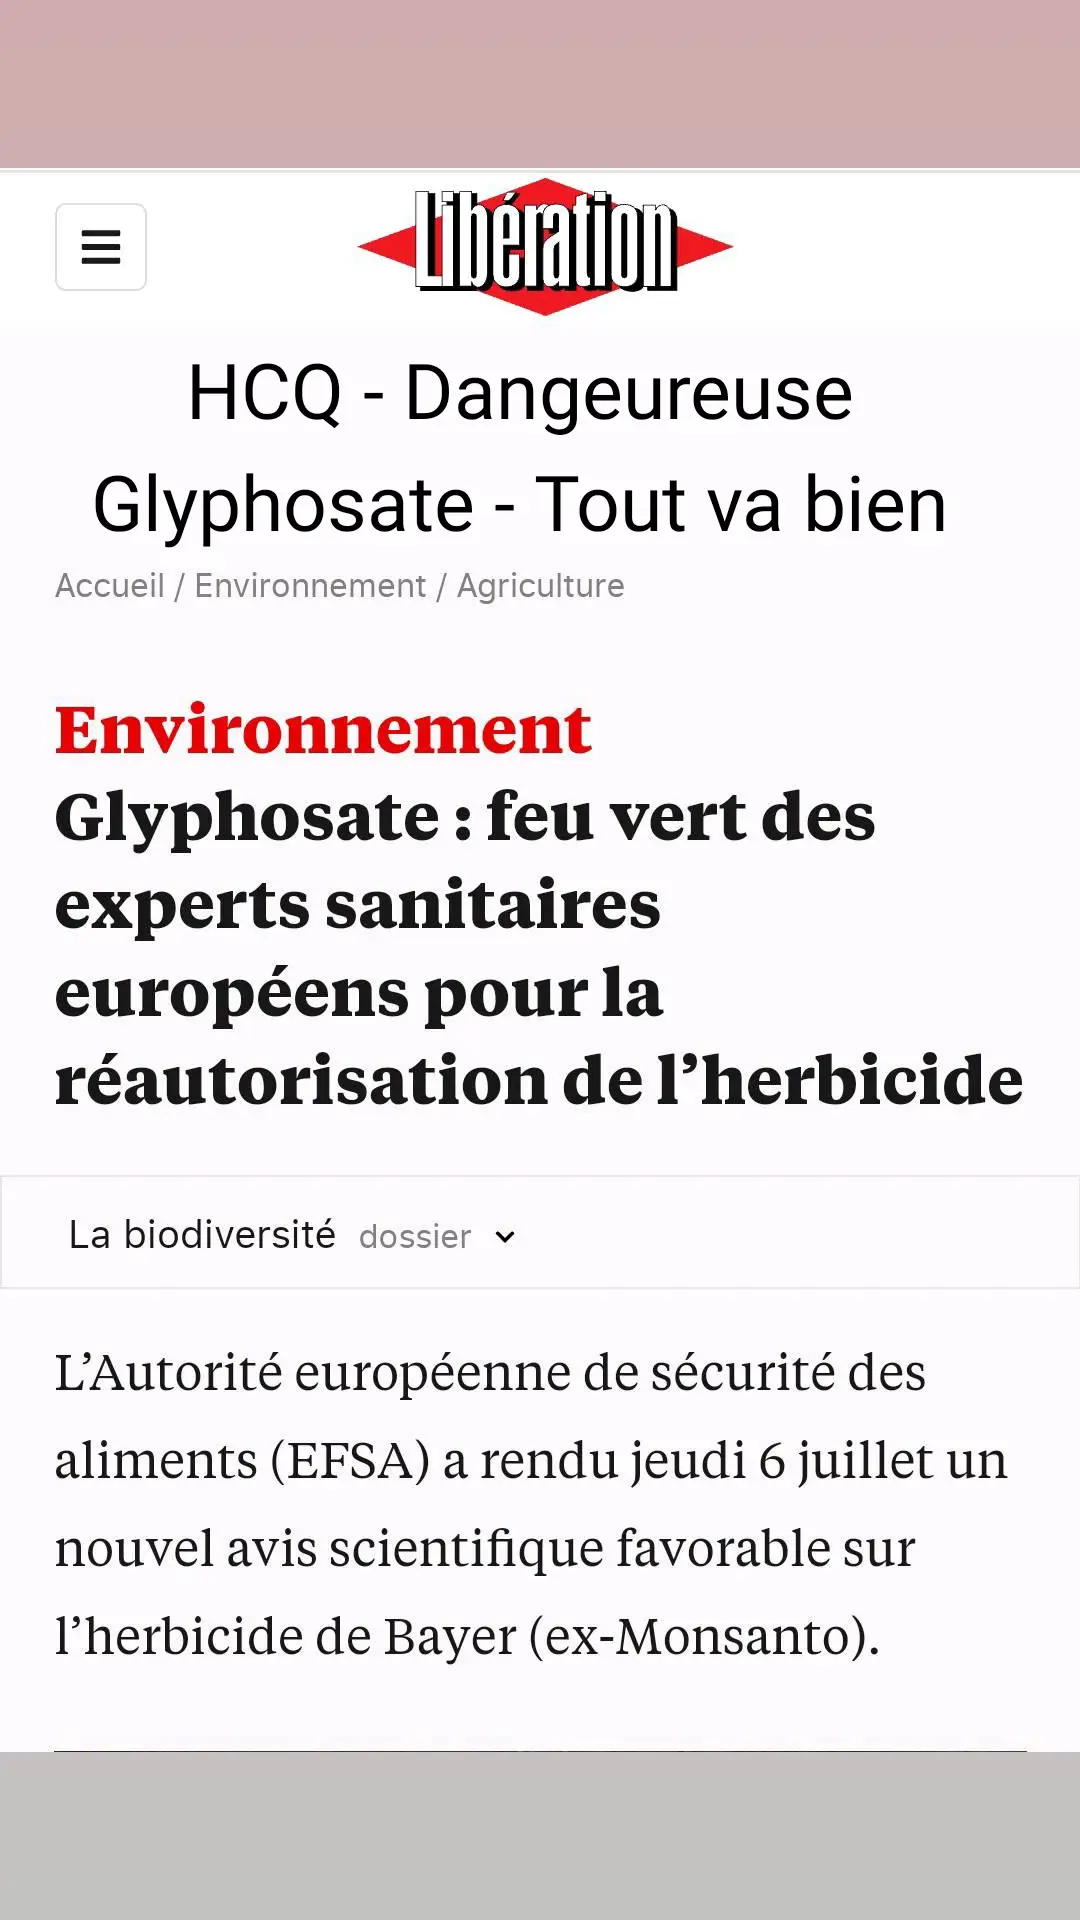 Libération
HCQ - Dangeureuse
Glyphosate - Tout va bien
Accueil / Environnement / Agriculture
Environnement
Glyphosate : feu vert des
experts sanitaires
européens pour la
réautorisation de l’herbicide
La biodiversité dossier
L’Autorité européenne de sécurité des
aliments (EFSA) a rendu jeudi 6 juillet un
nouvel avis scientifique favorable sur
l’herbicide de Bayer (ex-Monsanto).